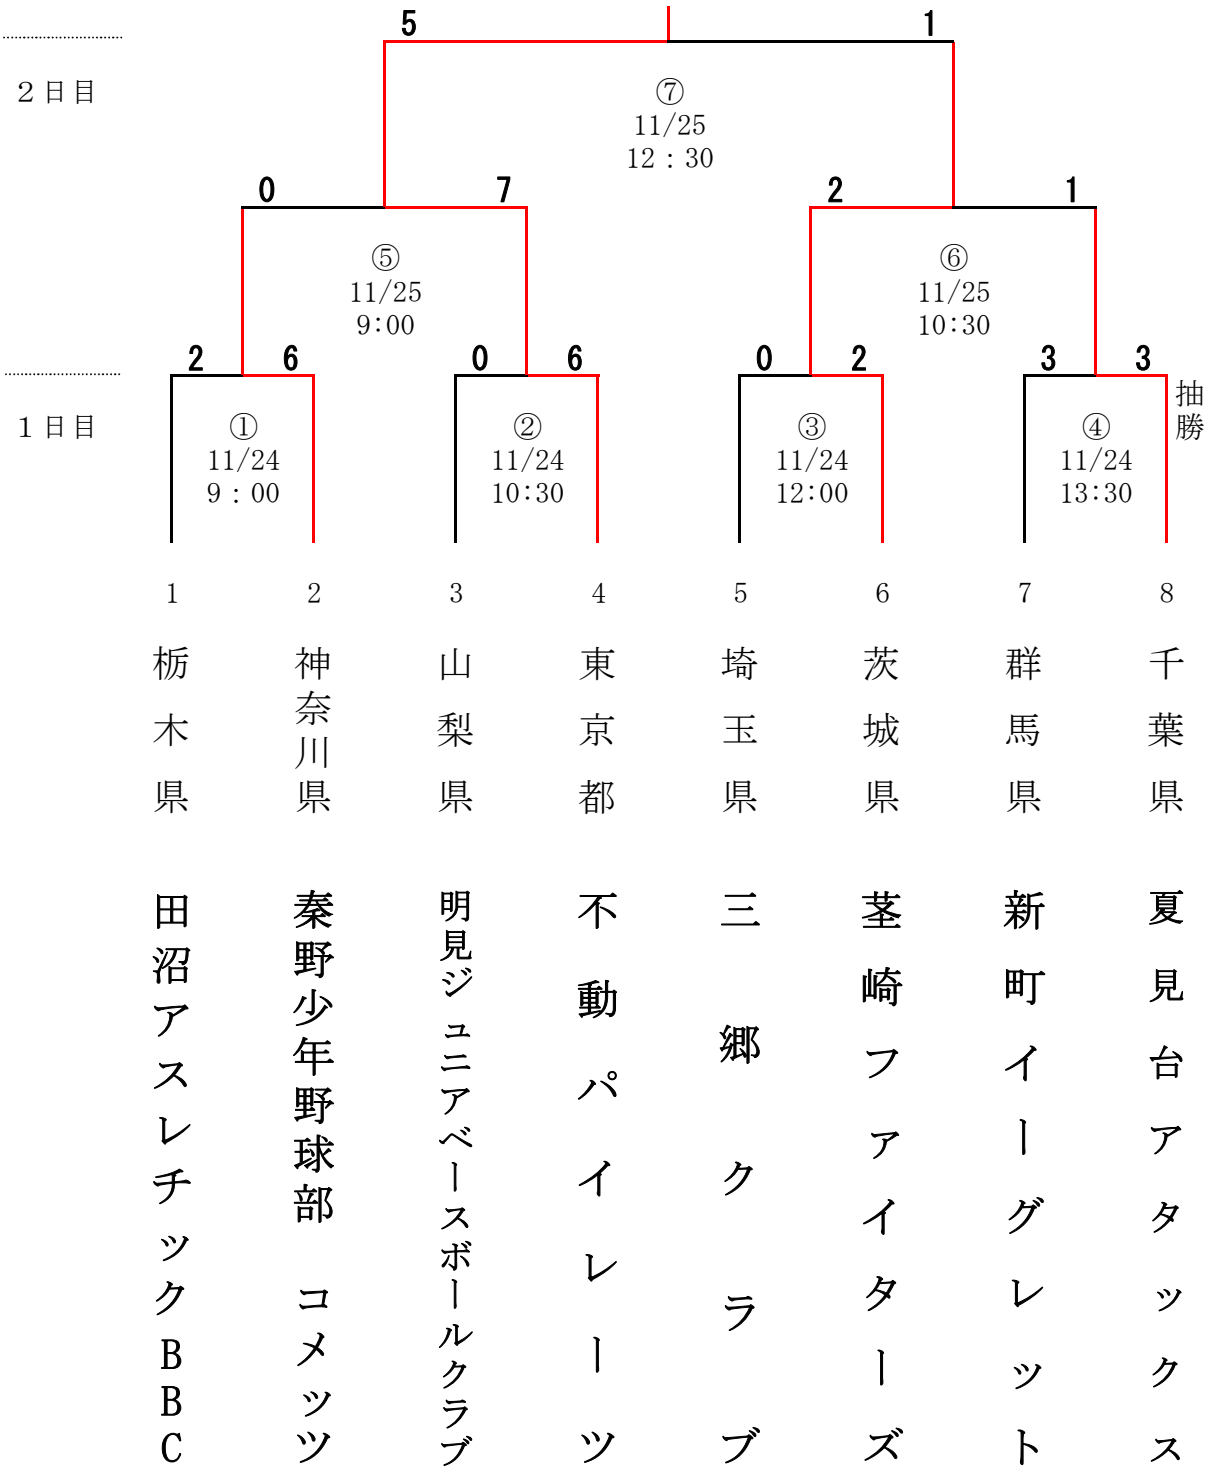 5 1
２日目
⑦
11/25
12：30
0 7 2 1
⑤
11/25
9:00
⑥
11/25
10:30
2 6 0 6 0 2 3 3
抽勝
１日目
①
11/24
9：00
②
11/24
10:30
③
11/24
12:00
④
11/24
13:30
1 2 3 4 5 6 7 8
栃木県
神奈川県
山梨県
東京都
埼玉県
茨城県
群馬県
千葉県
田沼アスレチックBBC
秦野少年野球部 コメッツ
明見ジュニアベースボールクラブ
不動パイレーツ
三郷クラブ
茎崎ファイターズ
新町イーグレット
夏見台アタックス